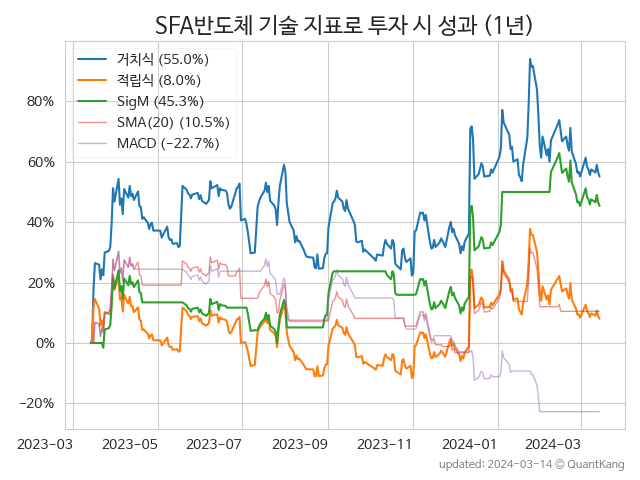 SFA반도체 기술 지표로 투자 시 성과 (1년)
거치식 (55.0%)
적립식 (8.0%)
SigM (45.3%)
SMA(20) (10.5%)
MACD (−22.7%)
80%
60%
40%
20%
0%
−20%
2023-03 2023-05 2023-07 2023-09 2023-11 2024-01 2024-03
updated: 2024-03-14 ⓒ QuantKang